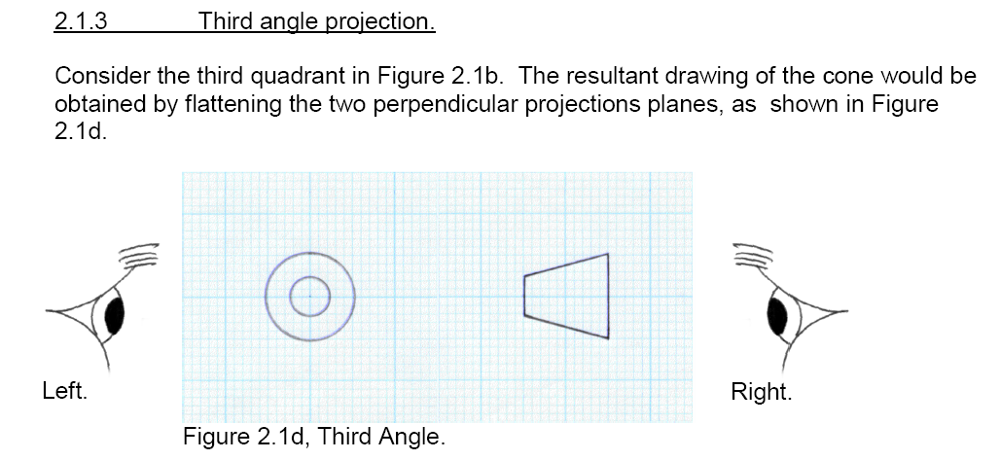 2.1.3 Third angle projection.
Consider the third quadrant in Figure 2.1b. The resultant drawing of the cone would be
obtained by flattening the two perpendicular projections planes, as shown in Figure
2.1d.
Left.
Right.
Figure 2.1d, Third Angle.